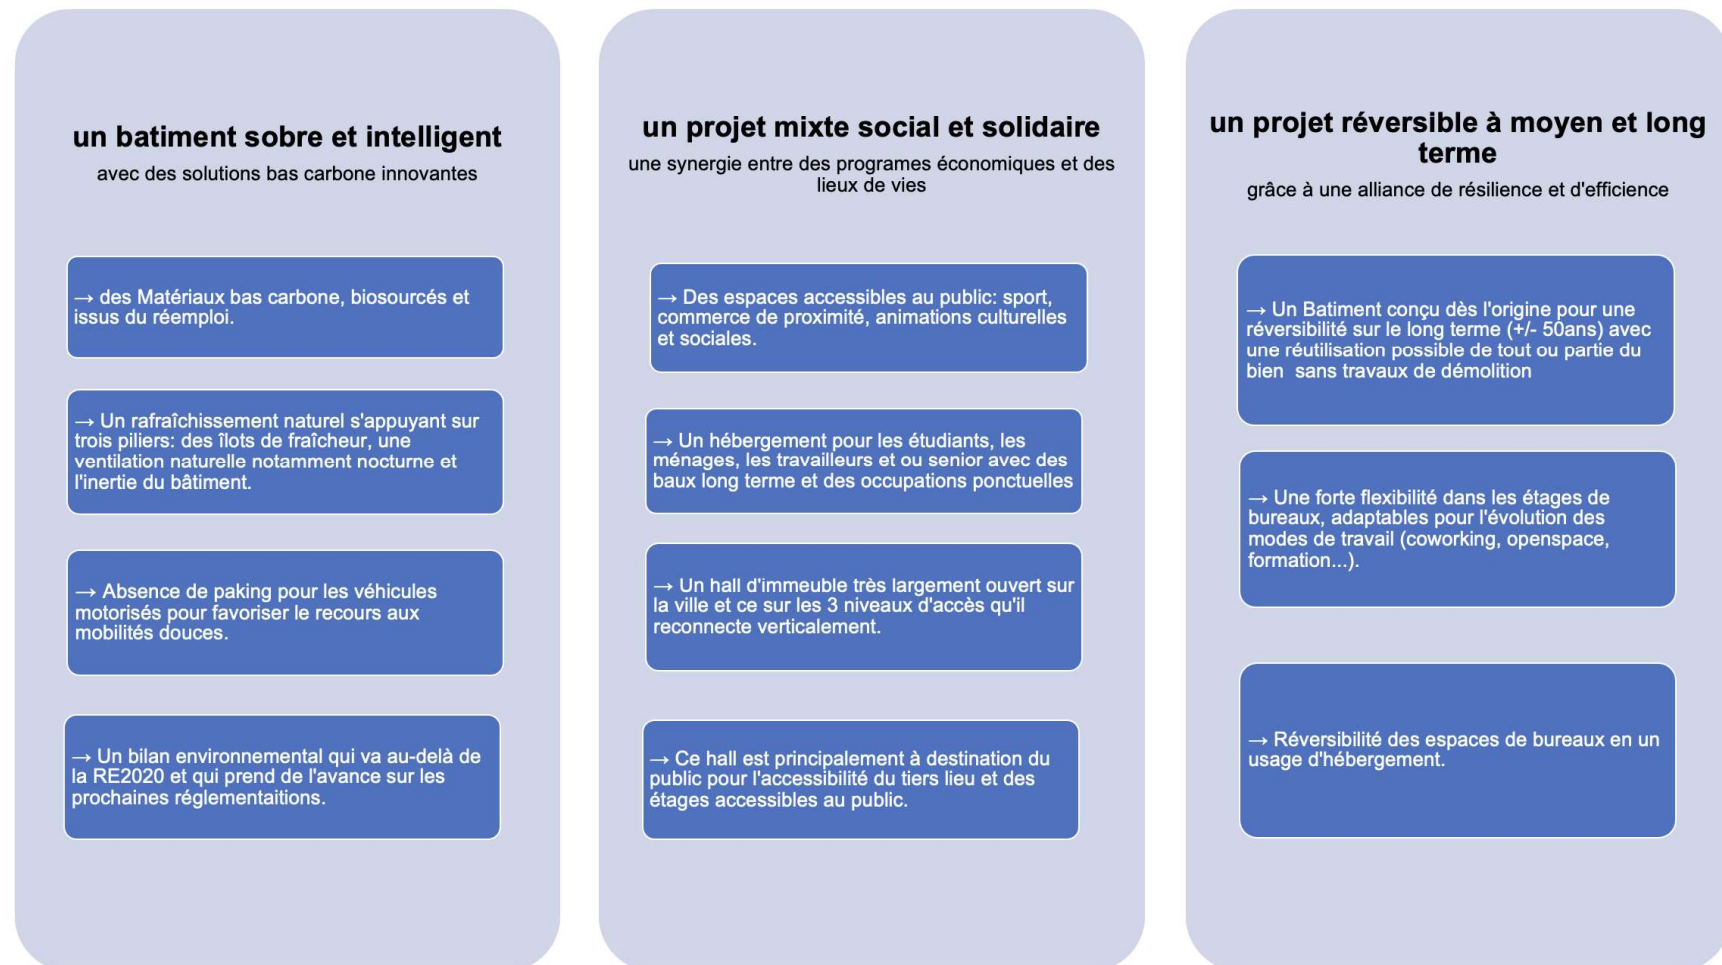 un batiment sobre et intelligent
avec des solutions bas carbone innovantes
→ des Matériaux bas carbone, biosourcés et
issus du réemploi.
→ Un rafraîchissement naturel s'appuyant sur
trois piliers: des îlots de fraîcheur, une
ventilation naturelle notamment nocturne et
l'inertie du bâtiment.
→ Absence de paking pour les véhicules
motorisés pour favoriser le recours aux
mobilités douces.
→ Un bilan environnemental qui va au-delà de
la RE2020 et qui prend de l'avance sur les
prochaines réglementaitions.
un projet mixte social et solidaire
une synergie entre des programes économiques et des
lieux de vies
→ Des espaces accessibles au public: sport,
commerce de proximité, animations culturelles
et sociales.
→ Un hébergement pour les étudiants, les
ménages, les travailleurs et ou senior avec des
baux long terme et des occupations ponctuelles
→ Un hall d'immeuble très largement ouvert sur
la ville et ce sur les 3 niveaux d'accès qu'il
reconnecte verticalement.
→ Ce hall est principalement à destination du
public pour l'accessibilité du tiers lieu et des
étages accessibles au public.
un projet réversible à moyen et long
terme
grâce à une alliance de résilience et d'efficience
→ Un Batiment conçu dès l'origine pour une
réversibilité sur le long terme (+/- 50ans) avec
une réutilisation possible de tout ou partie du
bien  sans travaux de démolition
→ Une forte flexibilité dans les étages de
bureaux, adaptables pour l'évolution des
modes de travail (coworking, openspace,
formation...).
→ Réversibilité des espaces de bureaux en un
usage d'hébergement.